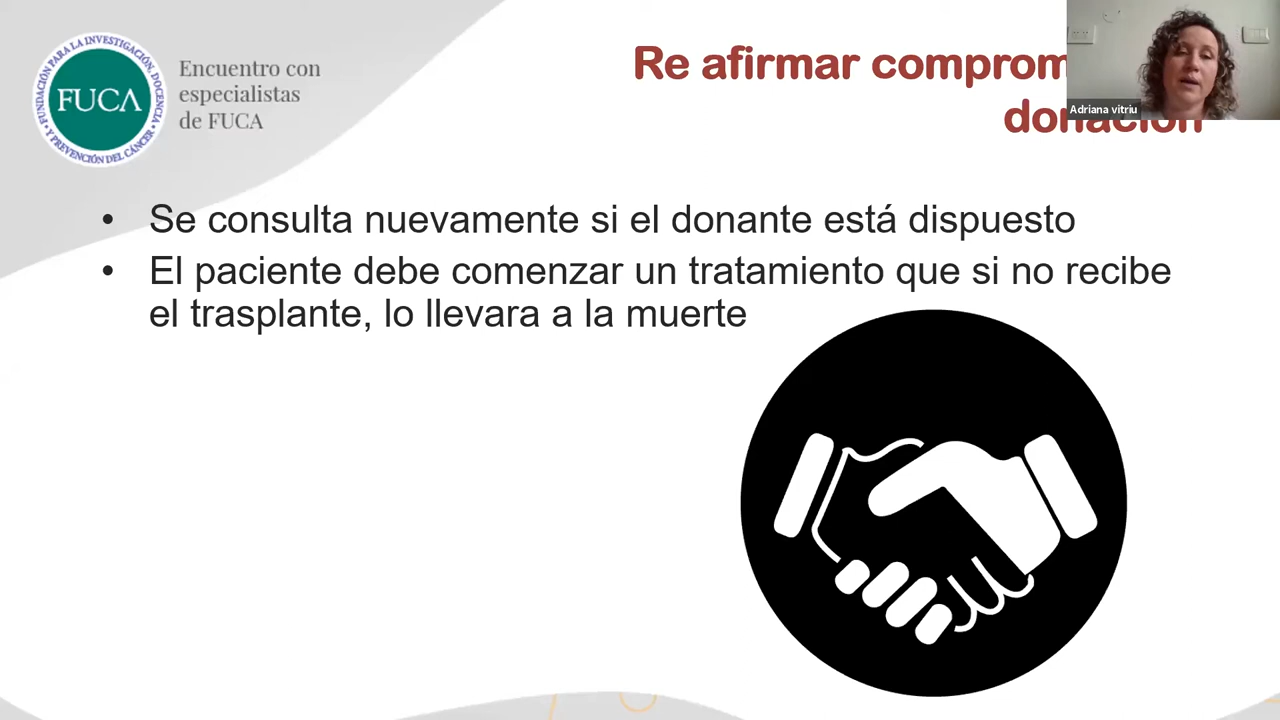 FUNDACIÓN PARA LA INVESTIGACIÓN, DOCENCIA
Y PREVENCIÓN DEL CÁNCER
FUCA
Encuentro con
especialistas
de FUCA
Re afirmar
donación
Adriana vitriu
• Se consulta nuevamente si el donante está dispuesto
• El paciente debe comenzar un tratamiento que si no recibe
el trasplante, lo llevara a la muerte